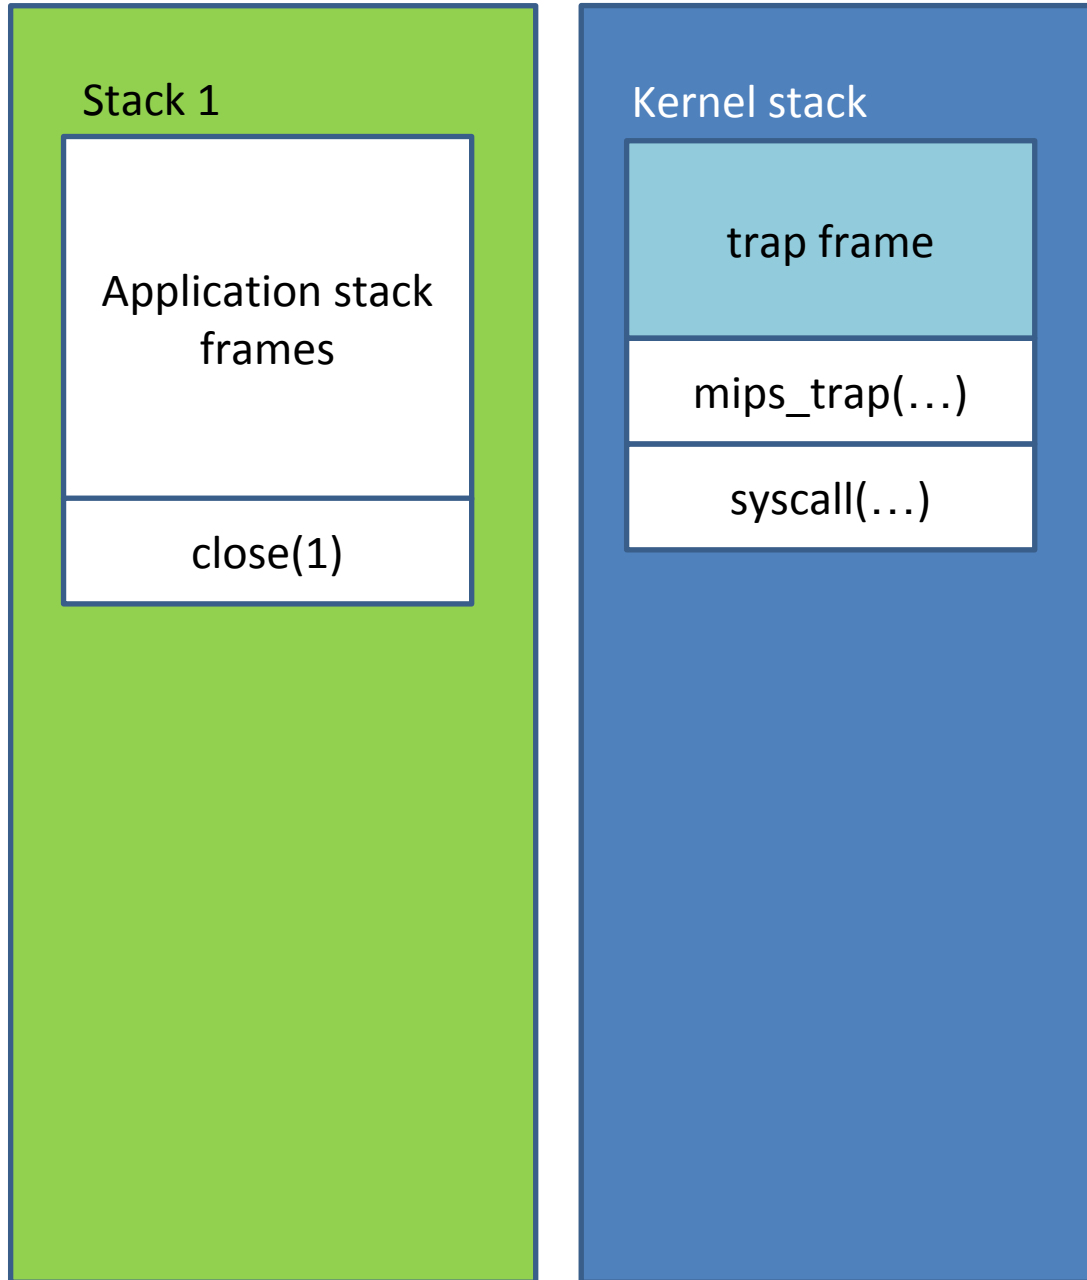 Stack 1
Application stack
frames
close(1)
Kernel stack
trap frame
mips_trap(…)
syscall(…)